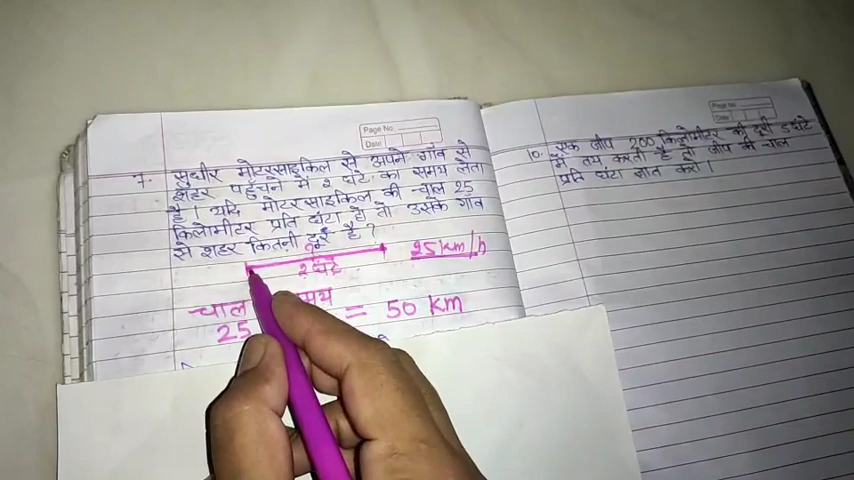 Page No.
Date
7. सुधीर मोटरसाइकिल से अपने गाँव से
शहर पहुंचने में 2 घंटे का समय लेता
है। यदि मोटरसाइकिल की चाल 25
किलोमीटर प्रति घंटा हो तो उसके गाँव
से शहर कितनी दूर है?
?
2 घंटे
25 km/h
चाल
25
= 50 km
Page No.
Date
10. एक जीप 200 किलोमीटर की दूरी 5 घंटे
में तय करती है तो जीप की चाल
प्रति घंटा ज्ञात करो।